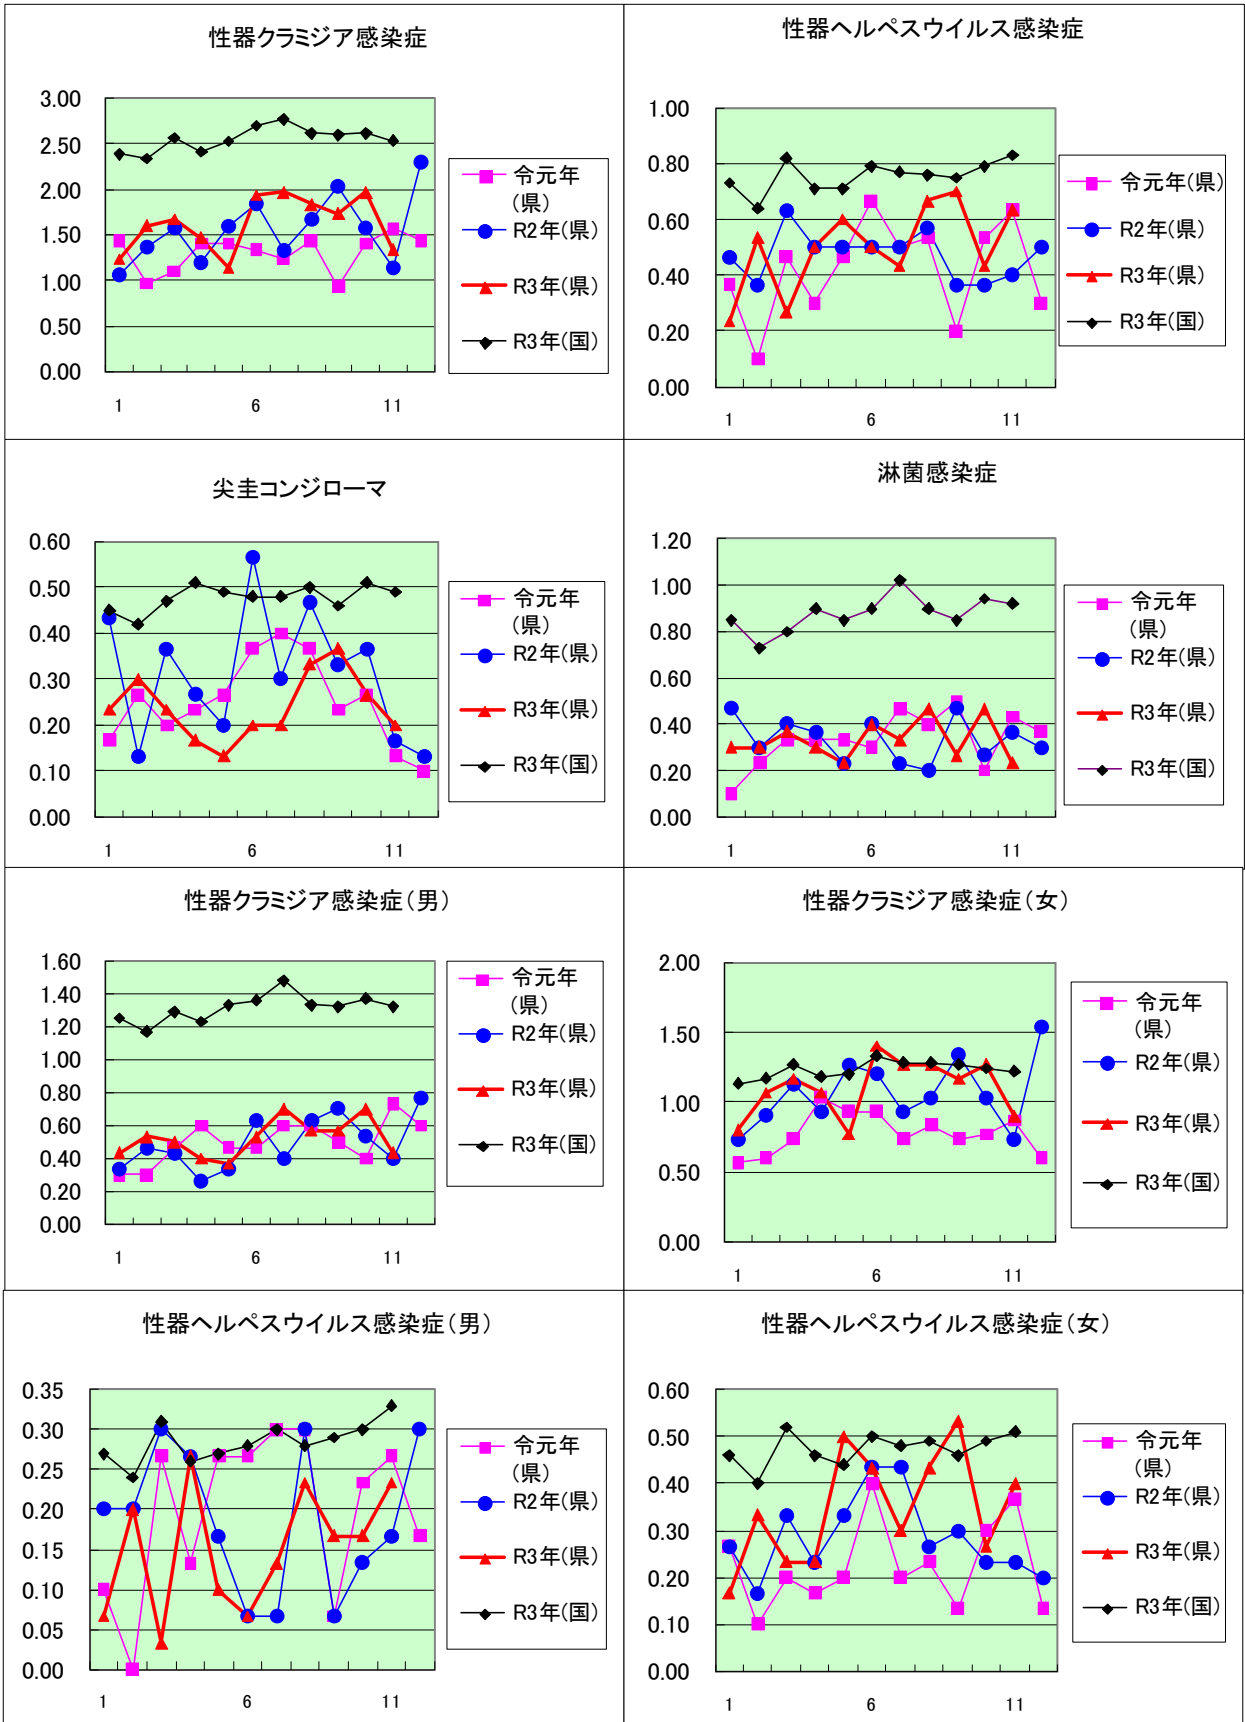 性器クラミジア感染症
3.00
2.50
2.00
1.50
1.00
0.50
0.00
1
6
11
令元年
(県)
R2年(県)
R3年(県)
R3年(国)
性器ヘルペスウイルス感染症
1.00
0.80
0.60
0.40
0.20
0.00
1
6
11
令元年(県)
R2年(県)
R3年(県)
R3年(国)
尖圭コンジローマ
0.60
0.50
0.40
0.30
0.20
0.10
0.00
1
6
11
令元年
(県)
R2年(県)
R3年(県)
R3年(国)
淋菌感染症
1.20
1.00
0.80
0.60
0.40
0.20
0.00
1
6
11
令元年
(県)
R2年(県)
R3年(県)
R3年(国)
性器クラミジア感染症(男)
1.60
1.40
1.20
1.00
0.80
0.60
0.40
0.20
0.00
1
6
11
令元年
(県)
R2年(県)
R3年(県)
R3年(国)
性器クラミジア感染症(女)
2.00
1.50
1.00
0.50
0.00
1
6
11
令元年
(県)
R2年(県)
R3年(県)
R3年(国)
性器ヘルペスウイルス感染症(男)
0.35
0.30
0.25
0.20
0.15
0.10
0.05
0.00
1
6
11
令元年
(県)
R2年(県)
R3年(県)
R3年(国)
性器ヘルペスウイルス感染症(女)
0.60
0.50
0.40
0.30
0.20
0.10
0.00
1
6
11
令元年
(県)
R2年(県)
R3年(県)
R3年(国)